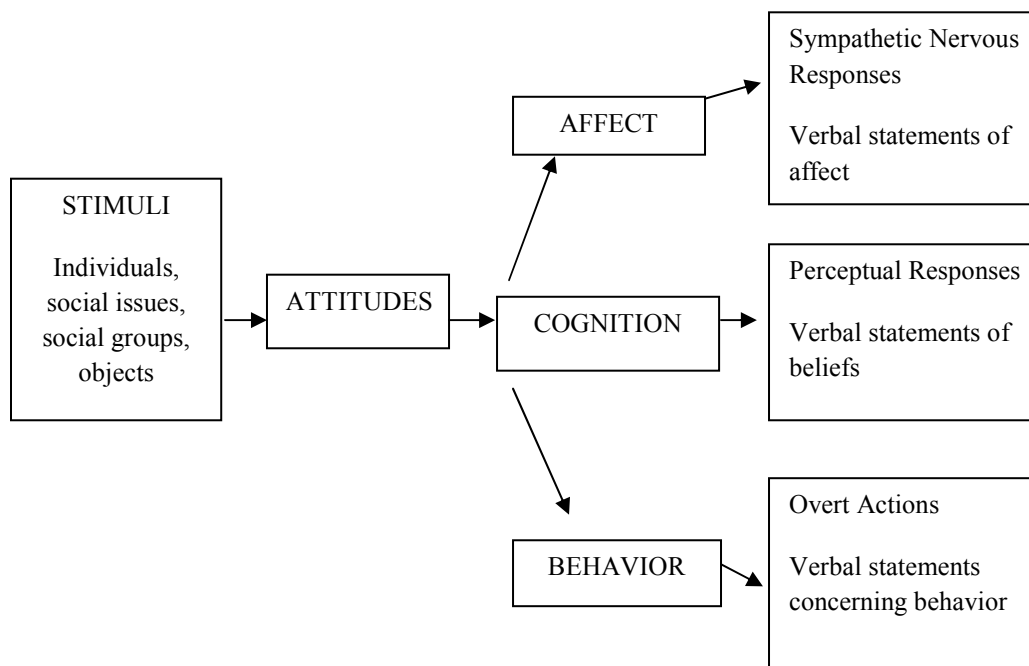 STIMULI
Individuals,
social issues,
social groups,
objects
ATTITUDES
AFFECT
COGNITION
BEHAVIOR
Sympathetic Nervous
Responses
Verbal statements of
affect
Perceptual Responses
Verbal statements of
beliefs
Overt Actions
Verbal statements
concerning behavior